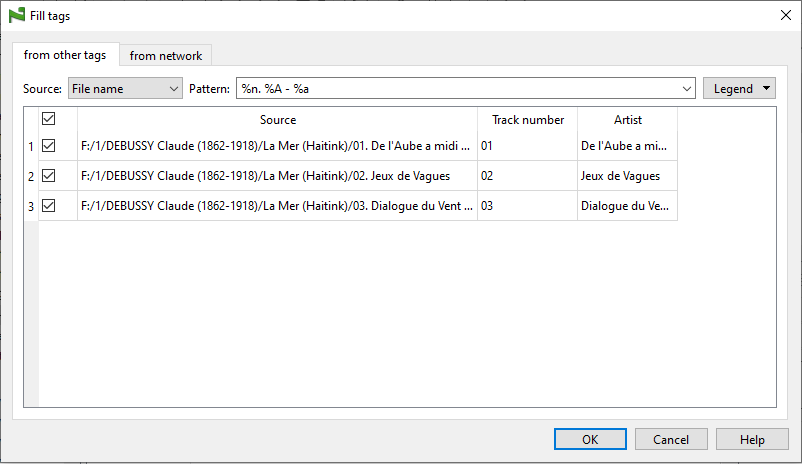 Fill tags
from other tags from network
Source: File name Pattern: %n. %A - %a Legend
Source Track number Artist
1 F:/1/DEBUSSY Claude (1862-1918)/La Mer (Haitink)/01. De l'Aube a midi ... 01 De l'Aube a mi...
2 F:/1/DEBUSSY Claude (1862-1918)/La Mer (Haitink)/02. Jeux de Vagues 02 Jeux de Vagues
3 F:/1/DEBUSSY Claude (1862-1918)/La Mer (Haitink)/03. Dialogue du Vent ... 03 Dialogue du Ve...
OK Cancel Help